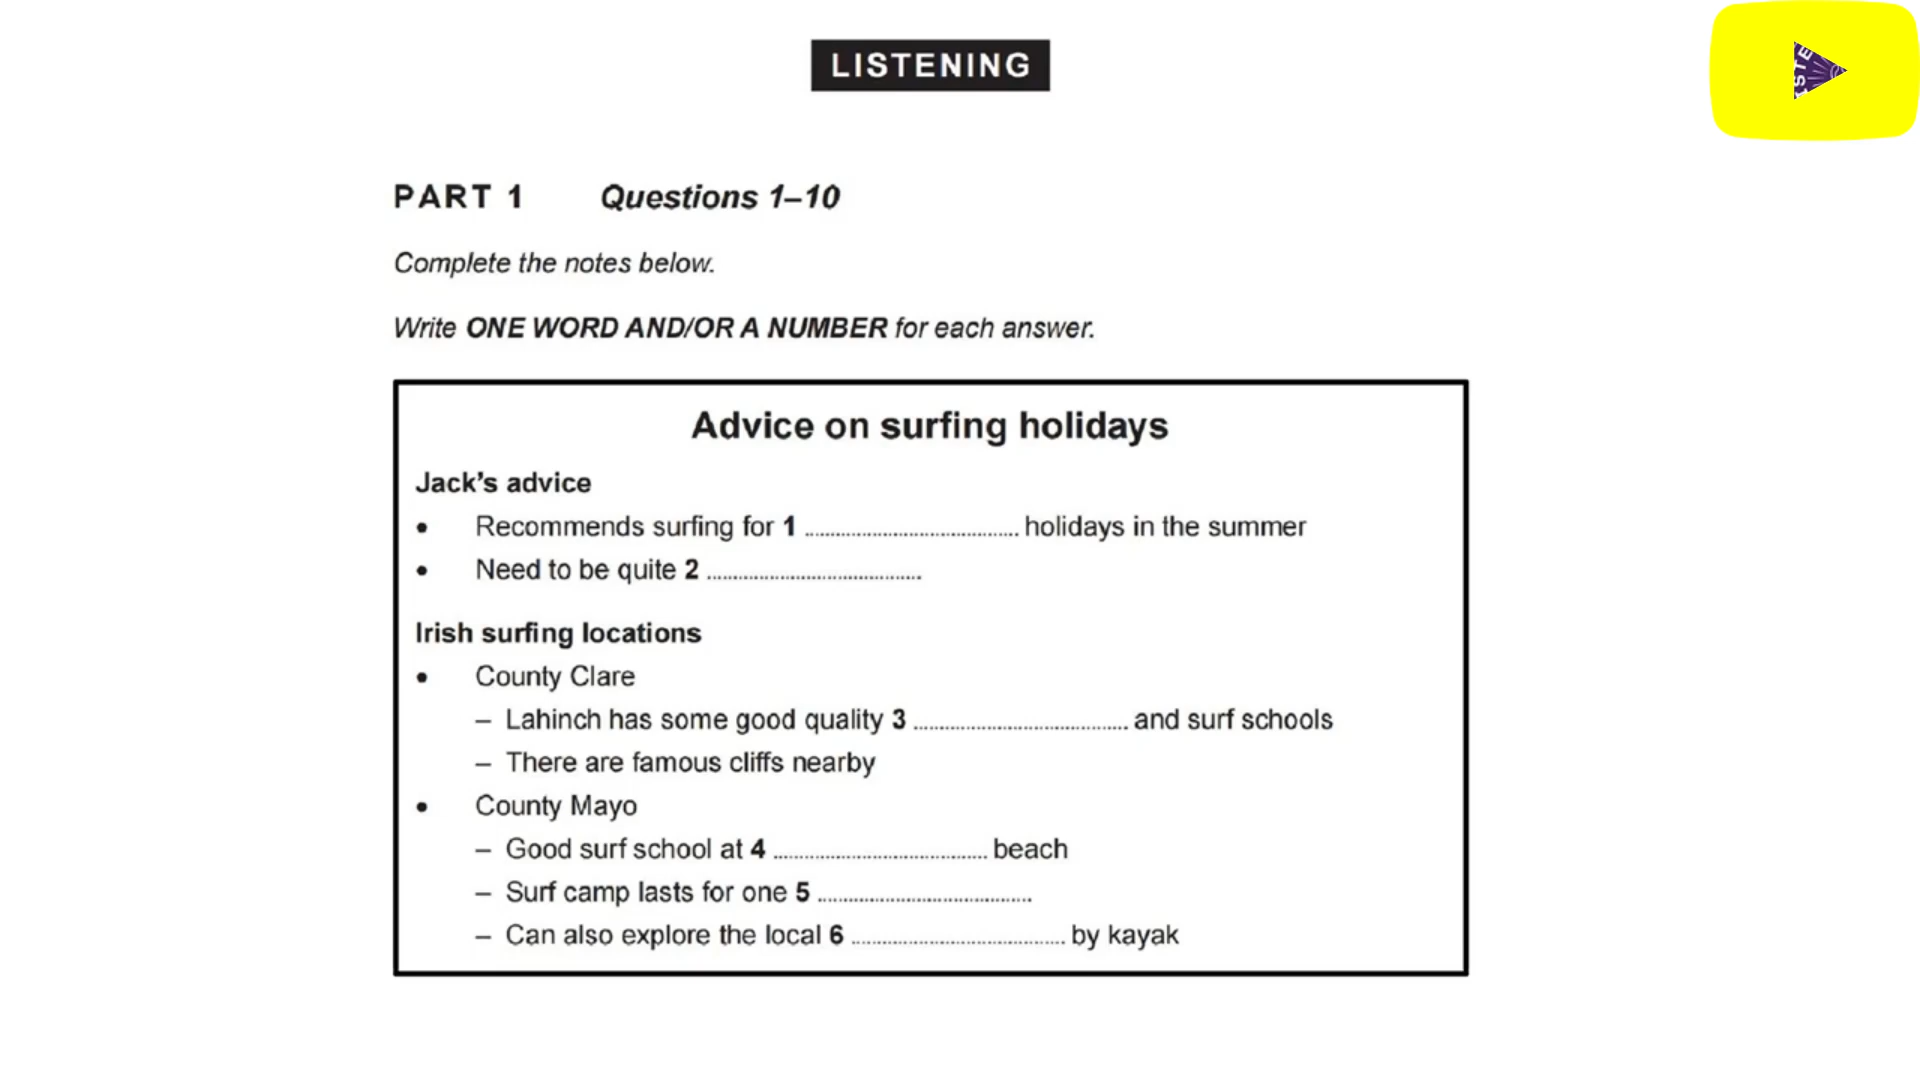 LISTENING
PART 1 Questions 1–10
Complete the notes below.
Write ONE WORD AND/OR A NUMBER for each answer.
Advice on surfing holidays
Jack's advice
• Recommends surfing for 1 .................................... holidays in the summer
• Need to be quite 2 ....................................
Irish surfing locations
• County Clare
– Lahinch has some good quality 3 .................................... and surf schools
– There are famous cliffs nearby
• County Mayo
– Good surf school at 4 .................................... beach
– Surf camp lasts for one 5 ....................................
– Can also explore the local 6 .................................... by kayak